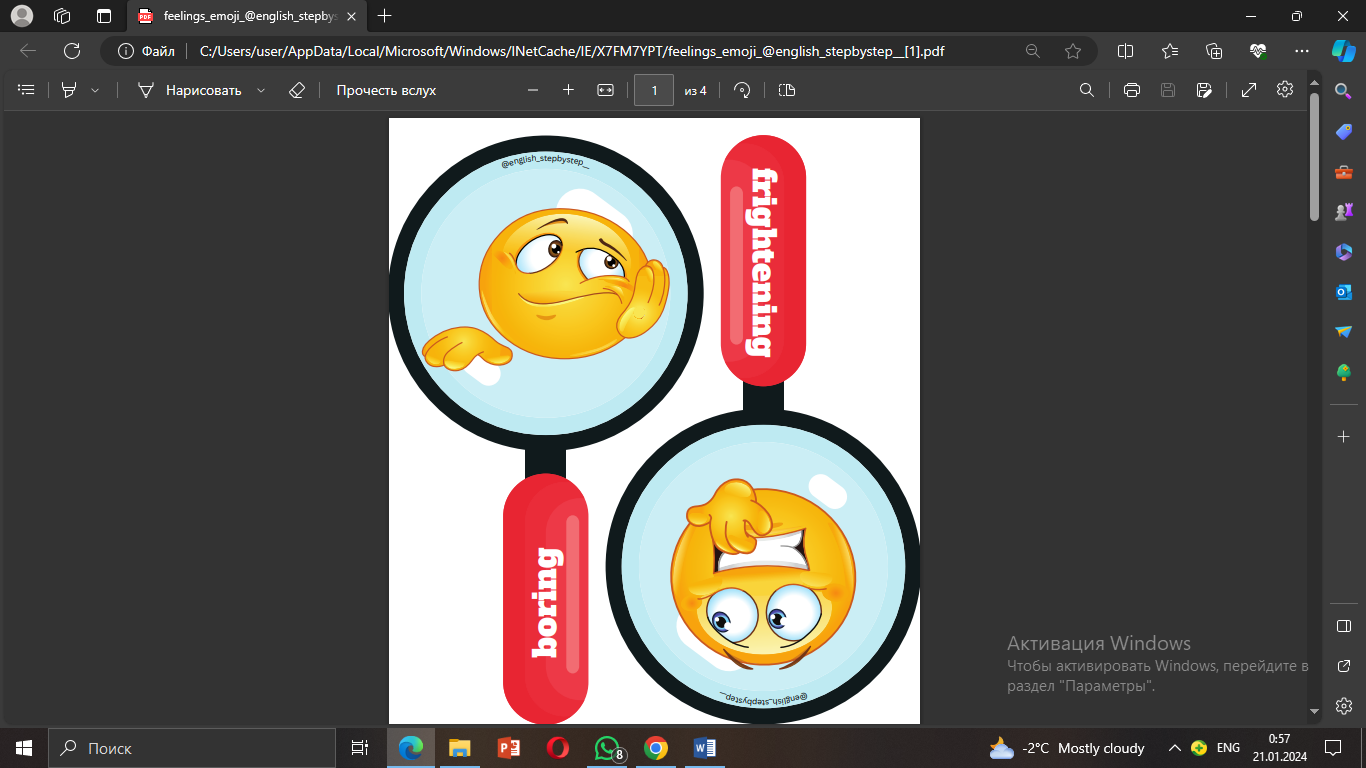 feelings_emoji_@english_stepbys
Файл
C:/Users/user/AppData/Local/Microsoft/Windows/INetCache/IE/X7FM7YPT/feelings_emoji_@english_stepbystep__[1].pdf
Нарисовать
Прочесть вслух
1
из 4
@english_stepbystep__
frightening
boring
@english_stepbystep__
Активация Windows
Чтобы активировать Windows, перейдите в
раздел "Параметры".
Поиск
8
-2°C Mostly cloudy
ENG
0:57
21.01.2024